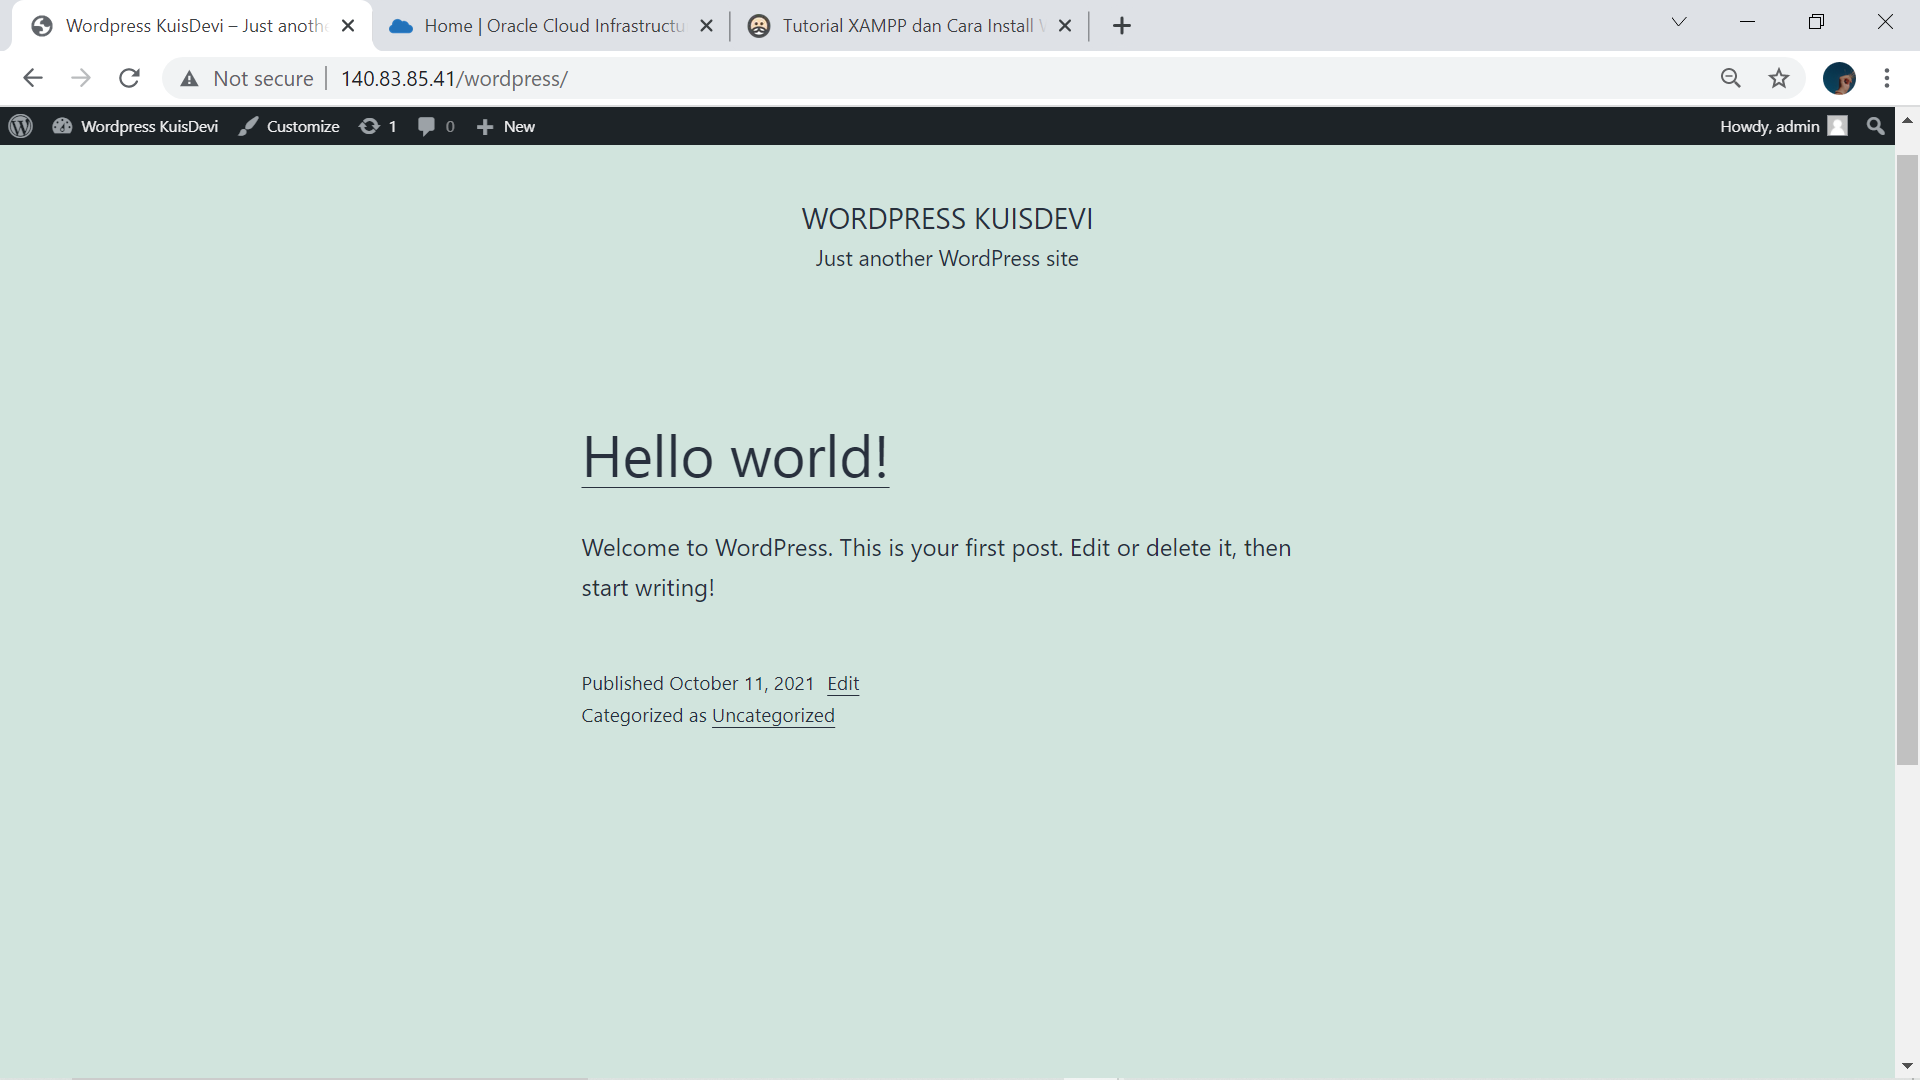 Wordpress KuisDevi – Just anothe
Home | Oracle Cloud Infrastructu
Tutorial XAMPP dan Cara Install W
Not secure
140.83.85.41/wordpress/
Wordpress KuisDevi
Customize
1
0
New
Howdy, admin
WORDPRESS KUISDEVI
Just another WordPress site
Hello world!
Welcome to WordPress. This is your first post. Edit or delete it, then
start writing!
Published October 11, 2021 Edit
Categorized as Uncategorized